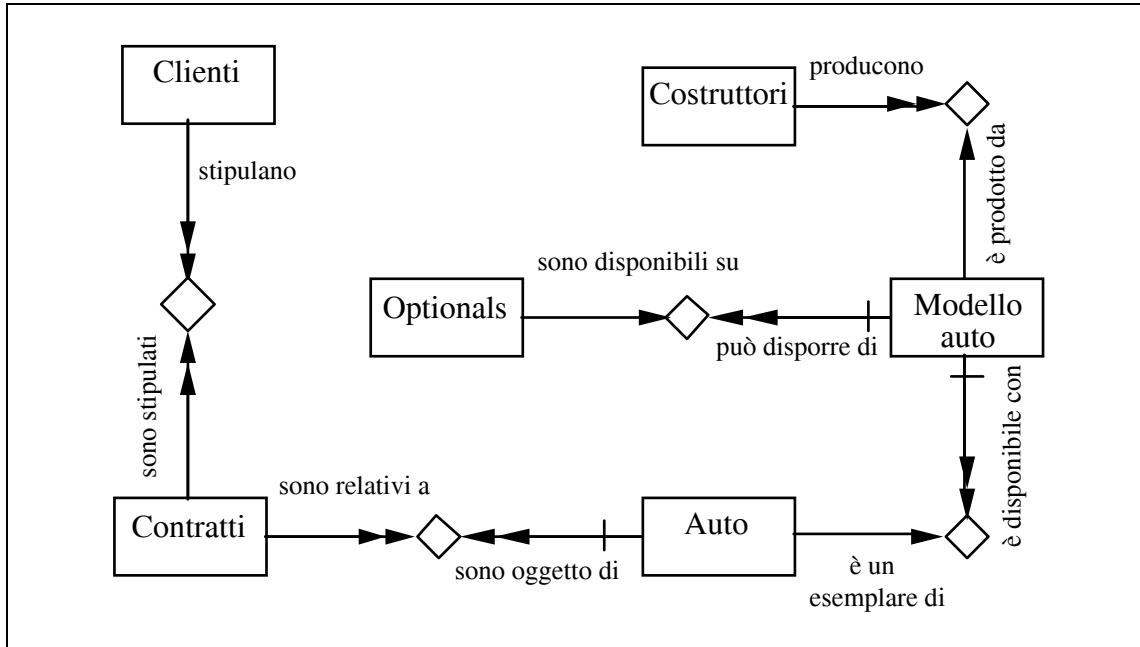 Clienti
stipulano
sono stipulati
Costruttori
producono
è prodotto da
Optionals
sono disponibili su
può disporre di
Modello
auto
è disponibile con
Contratti
sono relativi a
sono oggetto di
Auto
è un
esemplare di